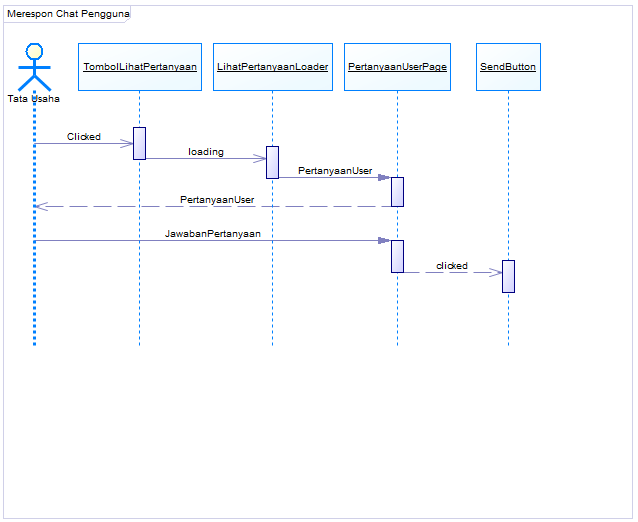 Merespon Chat Pengguna
TombolLihatPertanyaan
LihatPertanyaanLoader
PertanyaanUserPage
SendButton
Tata Usaha
Clicked
loading
PertanyaanUser
PertanyaanUser
JawabanPertanyaan
clicked